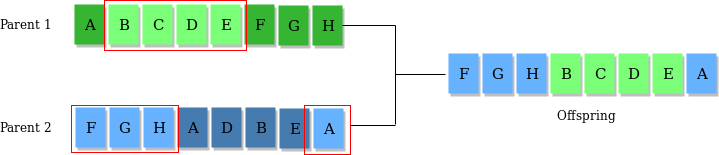 Parent 1 A B C D E F G H
F G H B C D E A
Offspring
Parent 2 F G H A D B E A